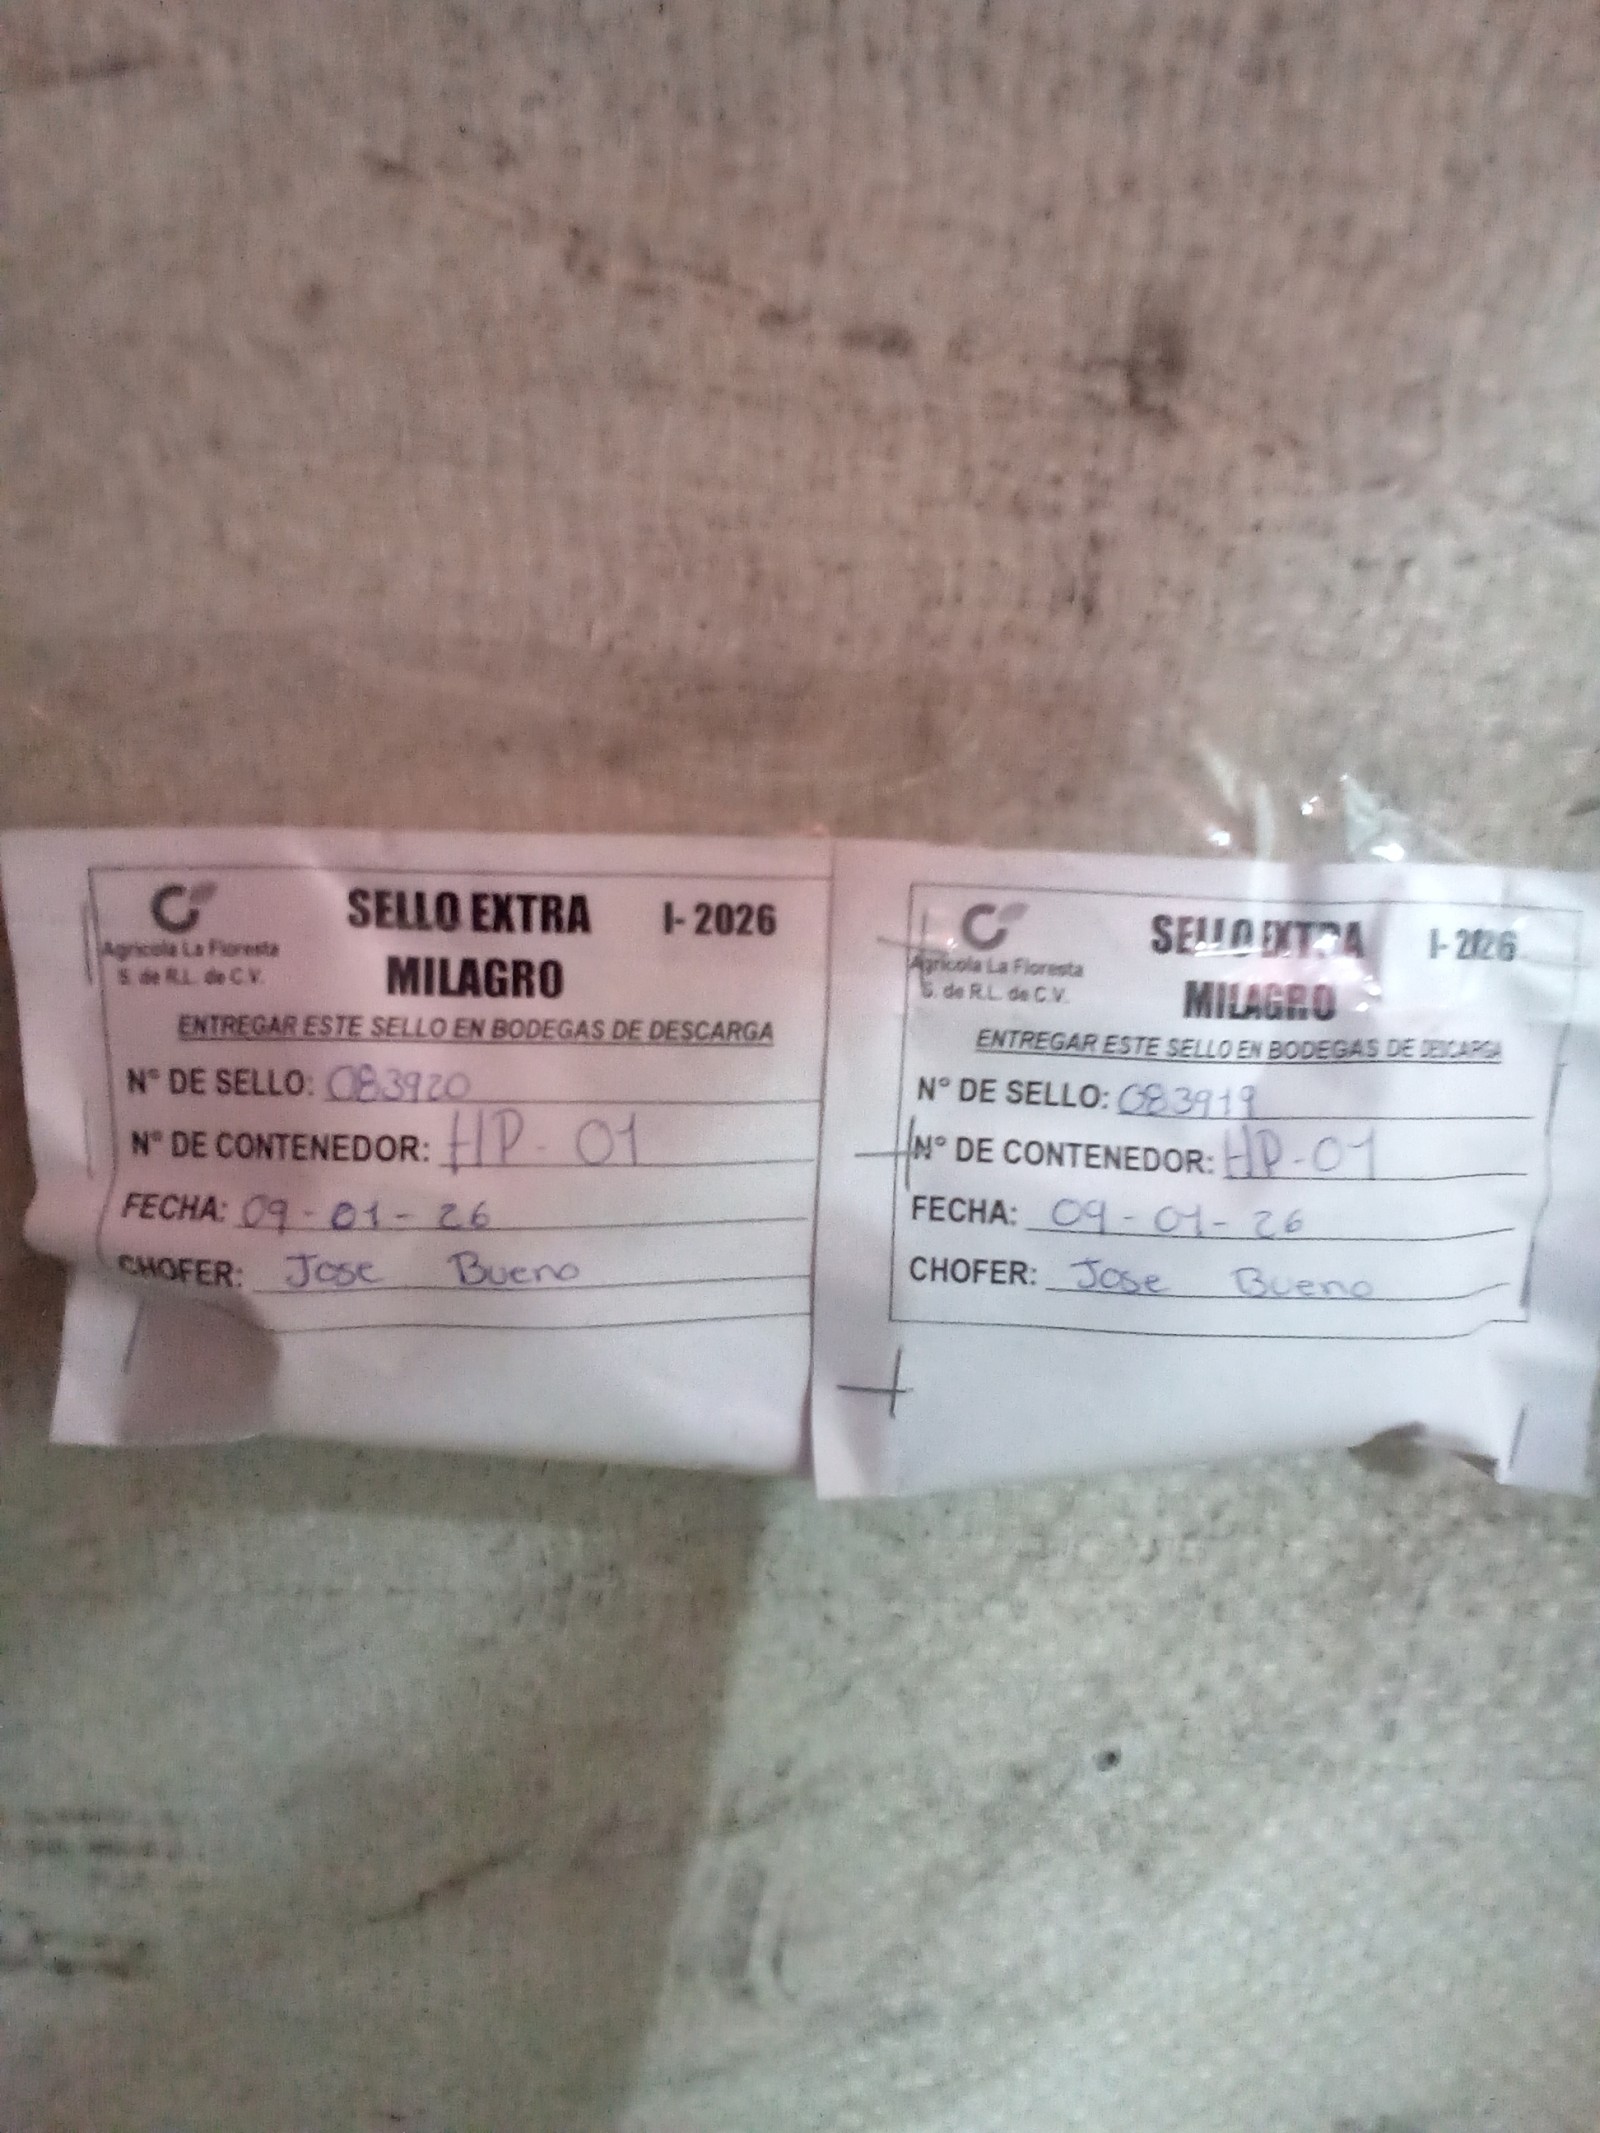 Agricola La Floresta
S. de R.L. de C.V.
SELLO EXTRA I- 2026
MILAGRO
ENTREGAR ESTE SELLO EN BODEGAS DE DESCARGA
N° DE SELLO: 083920
N° DE CONTENEDOR: HP- 01
FECHA: 09-01-26
CHOFER: Jose Bueno
Agricola La Floresta
S. de R.L. de C.V.
SELLO EXTRA I- 2026
MILAGRO
ENTREGAR ESTE SELLO EN BODEGAS DE DESCARGA
N° DE SELLO: 083919
N° DE CONTENEDOR: HP-01
FECHA: 09-01-26
CHOFER: Jose Bueno